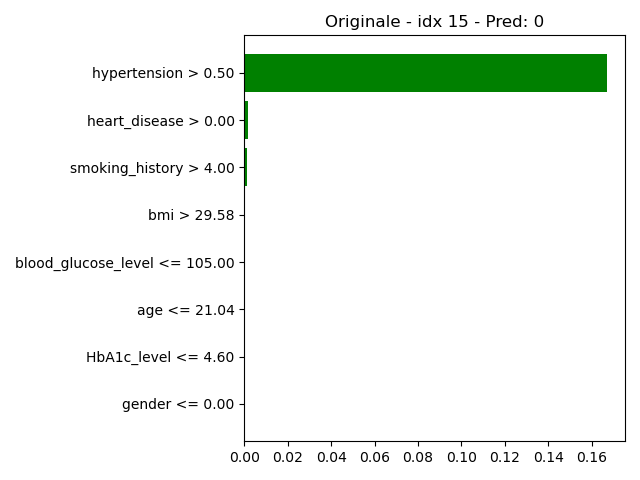 Originale - idx 15 - Pred: 0
hypertension > 0.50
heart_disease > 0.00
smoking_history > 4.00
bmi > 29.58
blood_glucose_level <= 105.00
age <= 21.04
HbA1c_level <= 4.60
gender <= 0.00
0.00 0.02 0.04 0.06 0.08 0.10 0.12 0.14 0.16